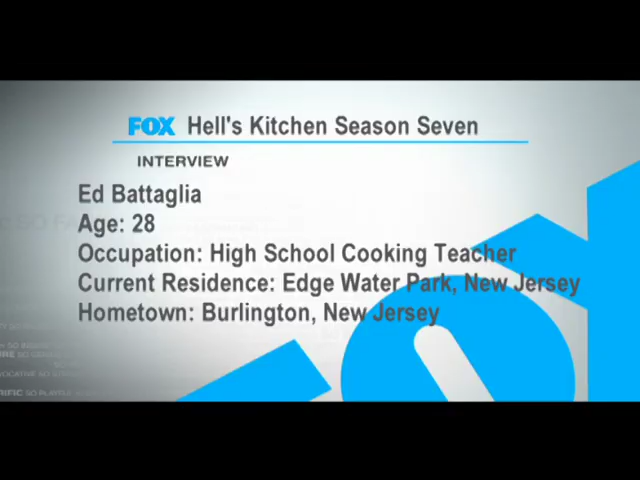 FOX Hell's Kitchen Season Seven
INTERVIEW
Ed Battaglia
Age: 28
Occupation: High School Cooking Teacher
Current Residence: Edge Water Park, New Jersey
Hometown: Burlington, New Jersey